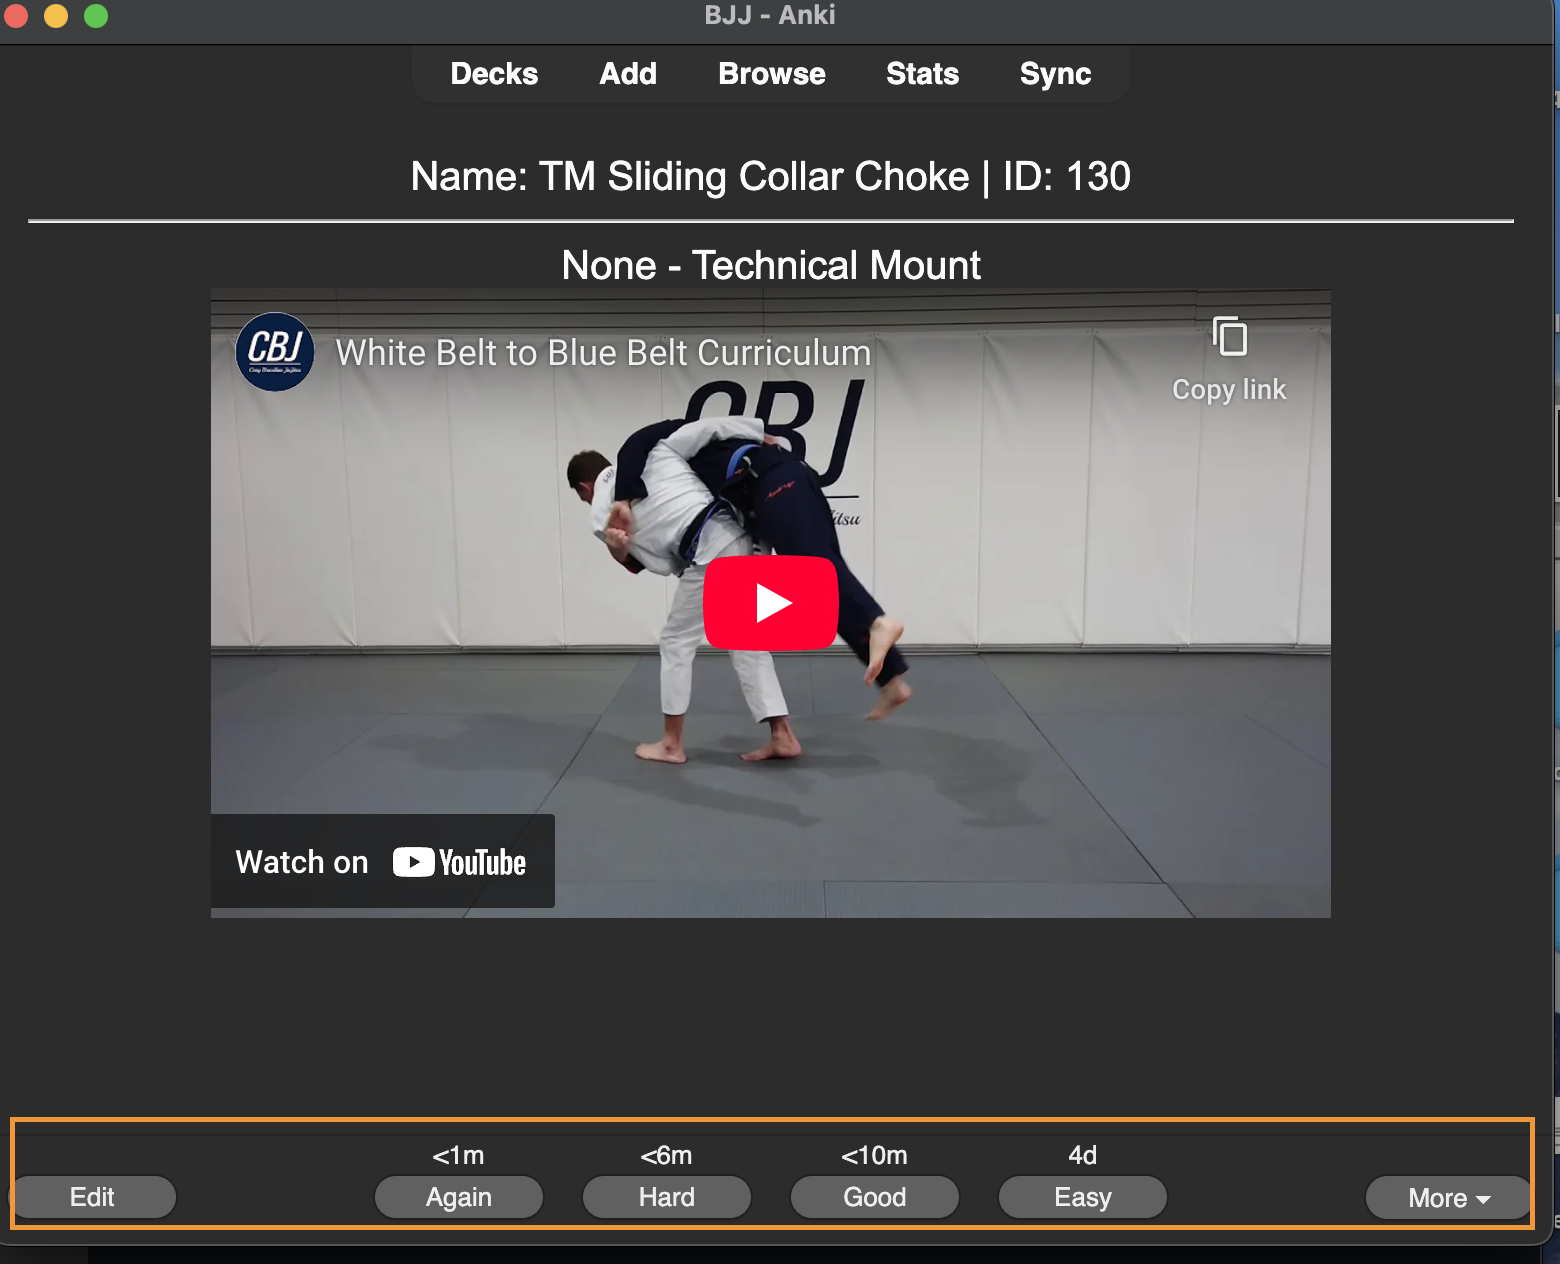 BJJ - Anki
Decks Add Browse Stats Sync
Name: TM Sliding Collar Choke | ID: 130
None - Technical Mount
CBJ
White Belt to Blue Belt Curriculum
Copy link
CBJ
Jitsu
Watch on YouTube
<1m <6m <10m 4d
Edit Again Hard Good Easy More